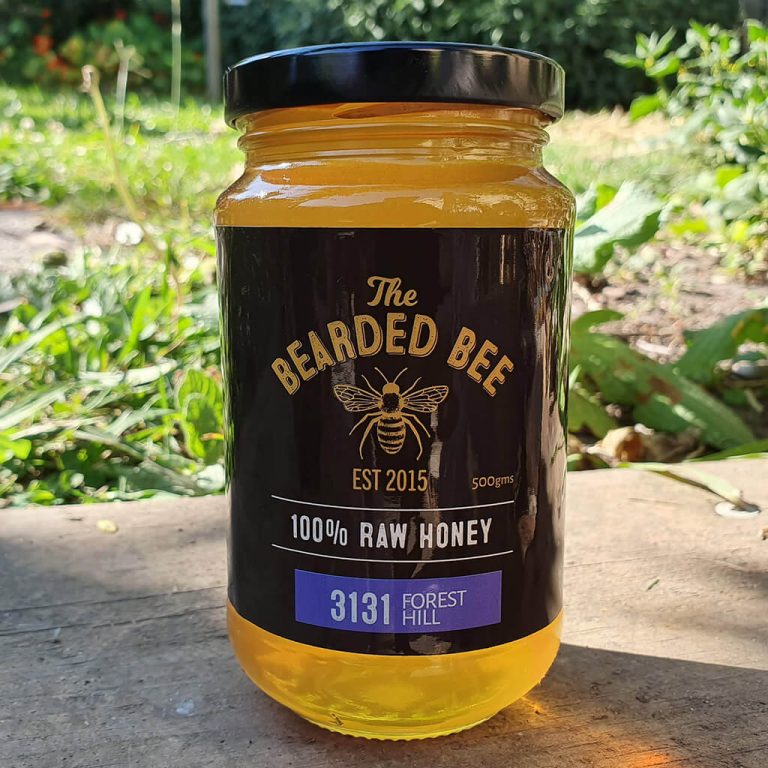 The
BEARDED BEE
EST 2015
500gms
100% RAW HONEY
3131 FOREST
HILL